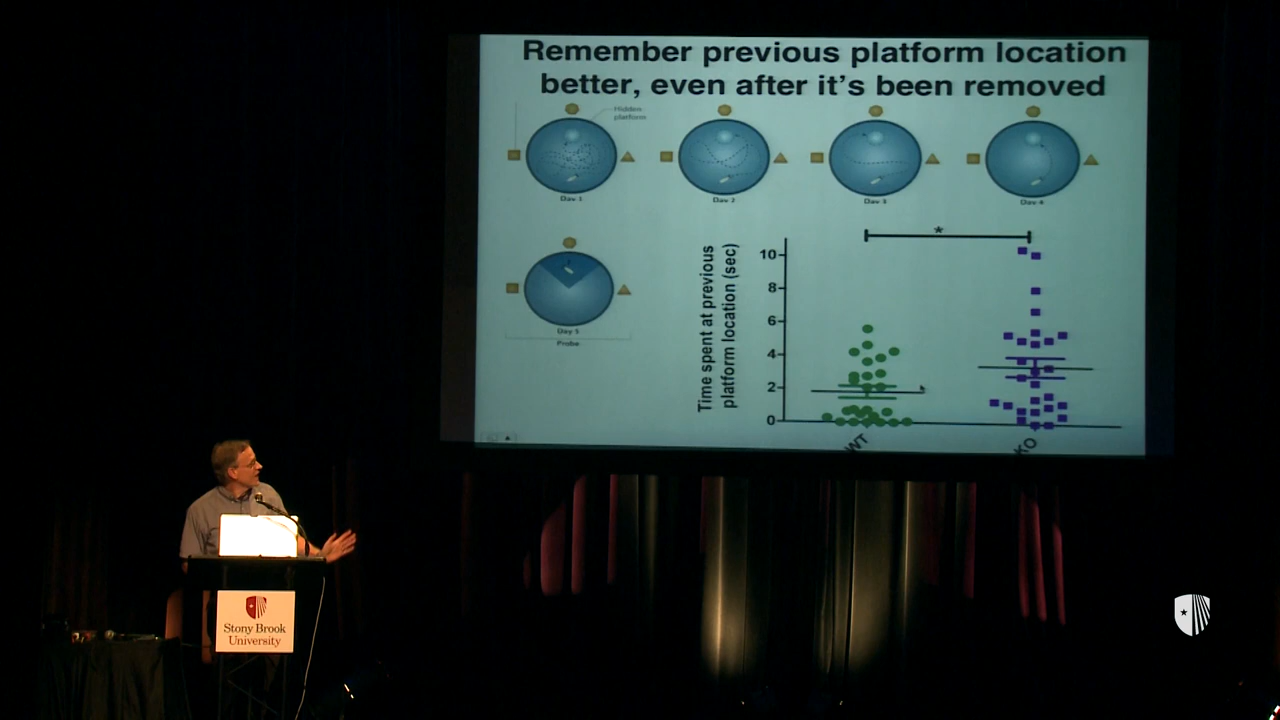 Remember previous platform location
better, even after it's been removed
Hidden
platform
Day 1
Day 2
Day 3
Day 4
Day 5
Probe
Time spent at previous
platform location (sec)
10
8
6
4
2
0
*
WT
KO
Stony Brook
University